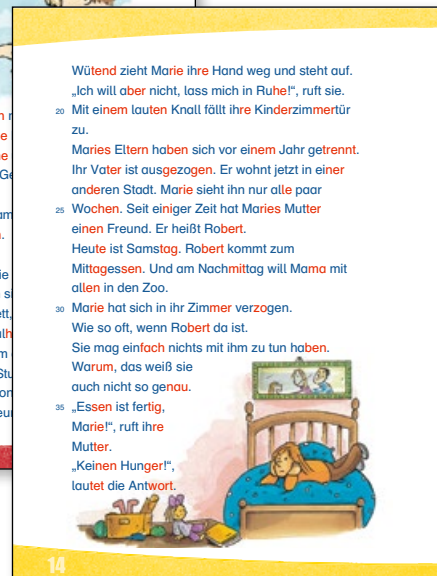 Wütend zieht Marie ihre Hand weg und steht auf.
„Ich will aber nicht, lass mich in Ruhe!“, ruft sie.
20 Mit einem lauten Knall fällt ihre Kinderzimmertür
zu.
Maries Eltern haben sich vor einem Jahr getrennt.
Ihr Vater ist ausgezogen. Er wohnt jetzt in einer
anderen Stadt. Marie sieht ihn nur alle paar
25 Wochen. Seit einiger Zeit hat Maries Mutter
einen Freund. Er heißt Robert.
Heute ist Samstag. Robert kommt zum
Mittagessen. Und am Nachmittag will Mama mit
allen in den Zoo.
30 Marie hat sich in ihr Zimmer verzogen.
Wie so oft, wenn Robert da ist.
Sie mag einfach nichts mit ihm zu tun haben.
Warum, das weiß sie
auch nicht so genau.
35 „Essen ist fertig,
Marie!“, ruft ihre
Mutter.
„Keinen Hunger!“,
lautet die Antwort.
14